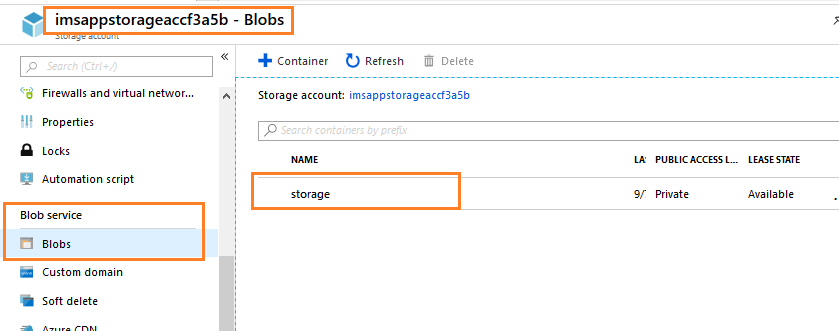 imsappstorageaccf3a5b - Blobs
Storage account
Search (Ctrl+/)
Firewalls and virtual networ...
Properties
Locks
Automation script
Blob service
Blobs
Custom domain
Soft delete
Azure CDN
Container Refresh Delete
Storage account: imsappstorageaccf3a5b
Search containers by prefix
NAME PUBLIC ACCESS L... LEASE STATE
storage 9/ Private Available